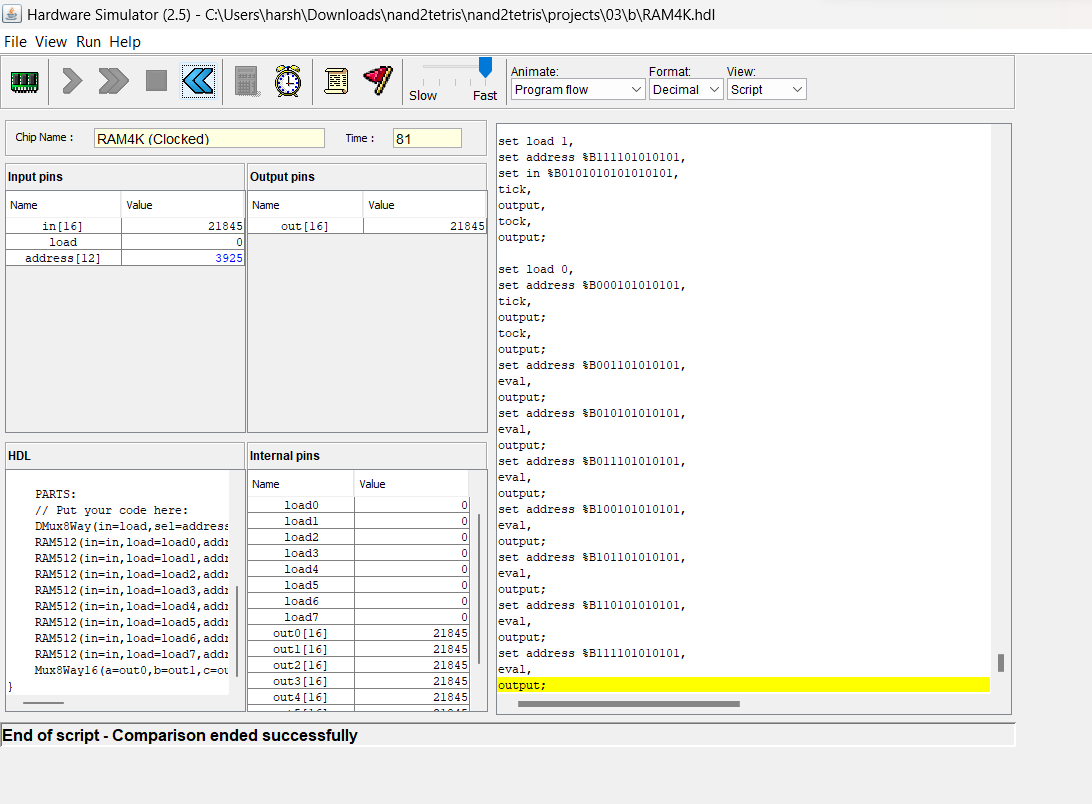 Hardware Simulator (2.5) - C:\Users\harsh\Downloads\nand2tetris\nand2tetris\projects\03\b\RAM4K.hdl
File View Run Help
Slow Fast
Animate: Format: View:
Program flow Decimal Script
Chip Name : RAM4K (Clocked) Time : 81
Input pins
Name Value
in[16] 21845
load 0
address[12] 3925
Output pins
Name Value
out[16] 21845
HDL
PARTS:
// Put your code here:
DMux8Way(in=load,sel=address
RAM512(in=in,load=load0,addr
RAM512(in=in,load=load1,addr
RAM512(in=in,load=load2,addr
RAM512(in=in,load=load3,addr
RAM512(in=in,load=load4,addr
RAM512(in=in,load=load5,addr
RAM512(in=in,load=load6,addr
RAM512(in=in,load=load7,addr
Mux8Way16(a=out0,b=out1,c=ou
}
Internal pins
Name Value
load0 0
load1 0
load2 0
load3 0
load4 0
load5 0
load6 0
load7 0
out0[16] 21845
out1[16] 21845
out2[16] 21845
out3[16] 21845
out4[16] 21845
set load 1,
set address %B111101010101,
set in %B0101010101010101,
tick,
output,
tock,
output;
set load 0,
set address %B000101010101,
tick,
output;
tock,
output;
set address %B001101010101,
eval,
output;
set address %B010101010101,
eval,
output;
set address %B011101010101,
eval,
output;
set address %B100101010101,
eval,
output;
set address %B101101010101,
eval,
output;
set address %B110101010101,
eval,
output;
set address %B111101010101,
eval,
output;
End of script - Comparison ended successfully